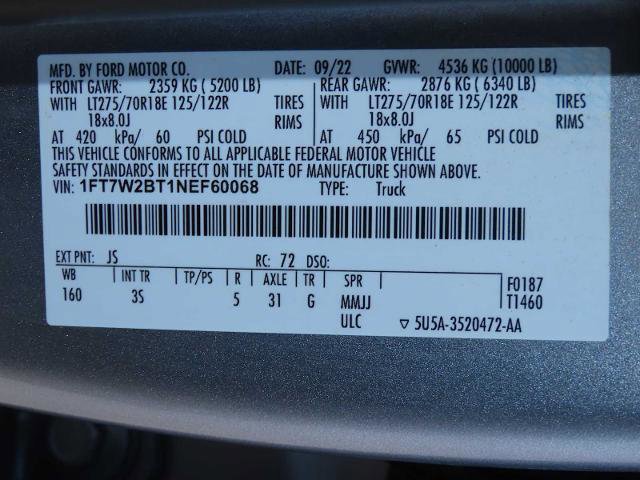 MFD. BY FORD MOTOR CO. DATE: 09/22 GVWR: 4536 KG (10000 LB)
FRONT GAWR: 2359 KG ( 5200 LB) REAR GAWR: 2876 KG ( 6340 LB)
WITH LT275/70R18E 125/122R TIRES WITH LT275/70R18E 125/122R TIRES
18x8.0J RIMS 18x8.0J RIMS
AT 420 kPa/ 60 PSI COLD AT 450 kPa/ 65 PSI COLD
THIS VEHICLE CONFORMS TO ALL APPLICABLE FEDERAL MOTOR VEHICLE
SAFETY STANDARDS IN EFFECT ON THE DATE OF MANUFACTURE SHOWN ABOVE.
VIN: 1FT7W2BT1NEF60068 TYPE: Truck
EXT PNT: JS RC: 72 DSO:
WB INT TR TP/PS R AXLE TR SPR F0187
160 3S 5 31 G MMJJ T1460
ULC ▽ 5U5A-3520472-AA